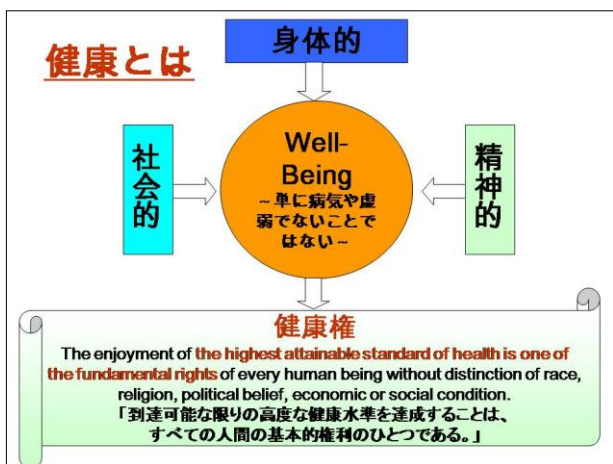 健康とは
身体的
社会的
Well-
Being
~単に病気や虚
弱でないことで
はない~
精神的
健康権
The enjoyment of the highest attainable standard of health is one of
the fundamental rights of every human being without distinction of race,
religion, political belief, economic or social condition.
「到達可能な限りの高度な健康水準を達成することは、
すべての人間の基本的権利のひとつである。」